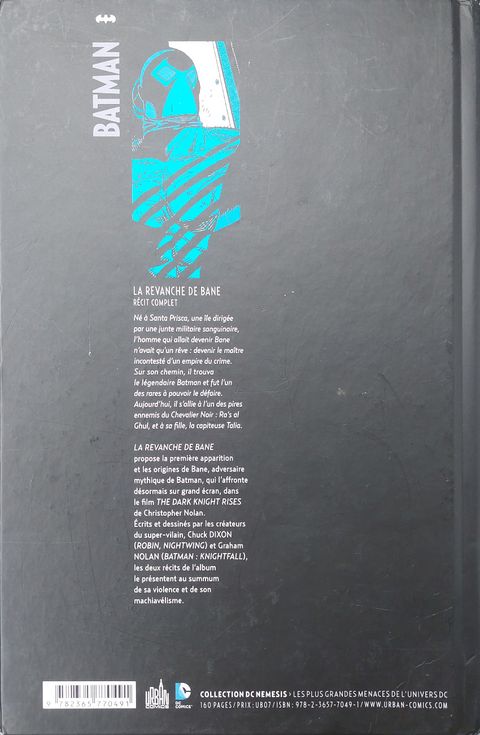 BATMAN
LA REVANCHE DE BANE
RÉCIT COMPLET
Né à Santa Prisca, une île dirigée
par une junte militaire sanguinaire,
l'homme qui allait devenir Bane
n'avait qu'un rêve : devenir le maître
incontesté d'un empire du crime.
Sur son chemin, il trouva
le légendaire Batman et fut l'un
des rares à pouvoir le défaire.
Aujourd'hui, il s'allie à l'un des pires
ennemis du Chevalier Noir : Ra's al
Ghul, et à sa fille, la capiteuse Talia.
LA REVANCHE DE BANE
propose la première apparition
et les origines de Bane, adversaire
mythique de Batman, qui l'affronte
désormais sur grand écran, dans
le film THE DARK KNIGHT RISES
de Christopher Nolan.
Écrits et dessinés par les créateurs
du super-vilain, Chuck DIXON
(ROBIN, NIGHTWING) et Graham
NOLAN (BATMAN : KNIGHTFALL),
les deux récits de l'album
le présentent au summum
de sa violence et de son
machiavélisme.
9 782365 770491
URBAN
COMICS
DC COMICS™
COLLECTION DC NEMESIS > LES PLUS GRANDES MENACES DE L'UNIVERS DC
160 PAGES / PRIX : UB07 / ISBN : 978-2-3657-7049-1 / WWW.URBAN-COMICS.COM